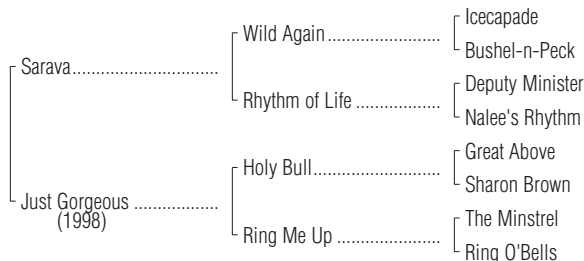 Icecapade
Wild Again........................
Bushel-n-Peck
Sarava...............................
Deputy Minister
Rhythm of Life ..................
Nalee's Rhythm
Great Above
Holy Bull...........................
Sharon Brown
Just Gorgeous ..................
(1998)
The Minstrel
Ring Me Up ......................
Ring O'Bells